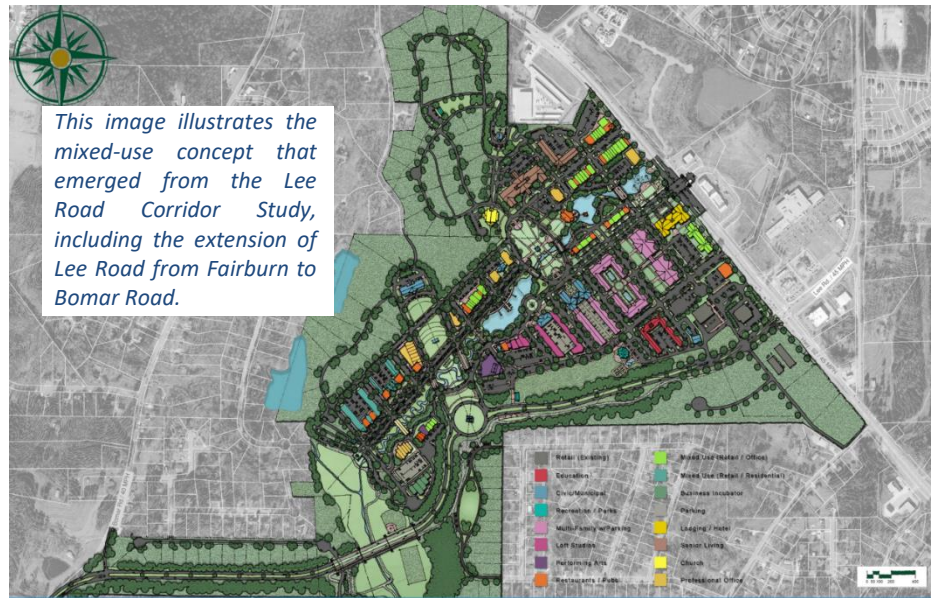 This image illustrates the
mixed-use concept that
emerged from the Lee
Road Corridor Study,
including the extension of
Lee Road from Fairburn to
Bomar Road.
Retail (Existing)
Education
Civic/Municipal
Recreation / Parks
Multi-Family w/Parking
Loft Studios
Performing Arts
Restaurants / Pubs
Mixed Use (Retail / Office)
Mixed Use (Retail / Residential)
Business Incubator
Parking
Lodging / Hotel
Senior Living
Church
Professional Office